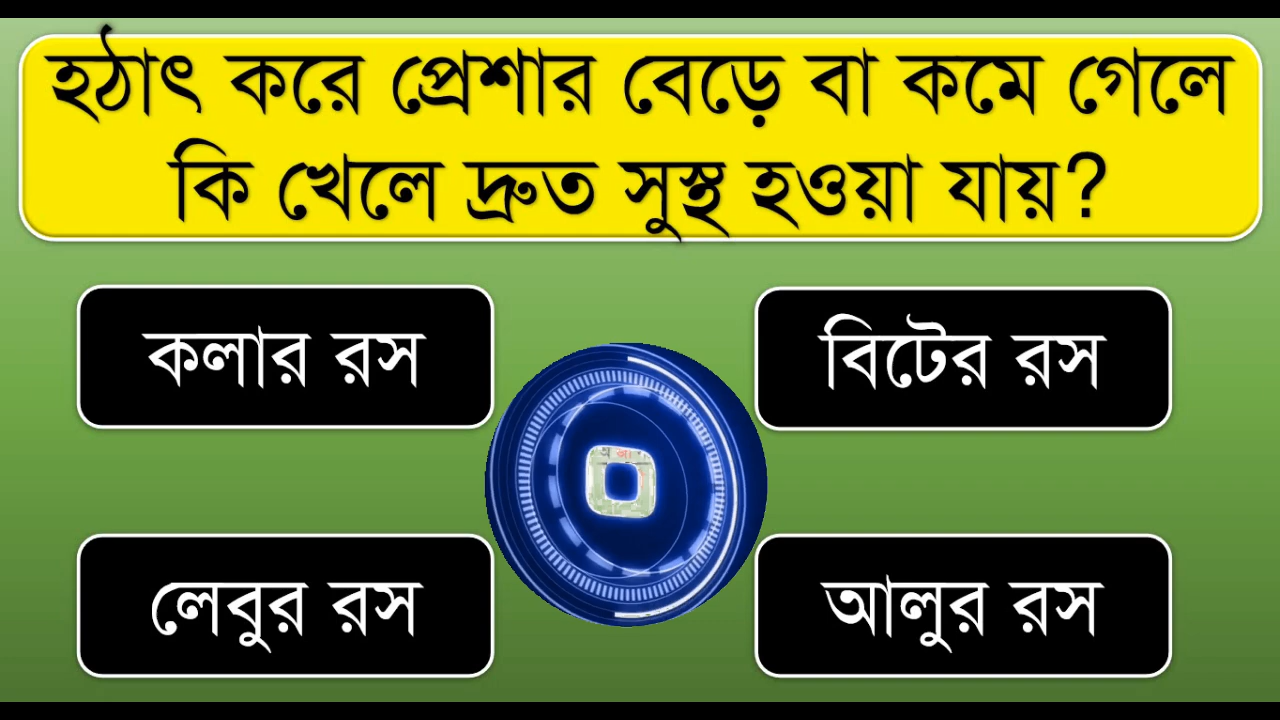 হঠাৎ করে প্রেশার বেড়ে বা কমে গেলে
কি খেলে দ্রুত সুস্থ হওয়া যায়?
কলার রস
বিটের রস
লেবুর রস
আলুর রস